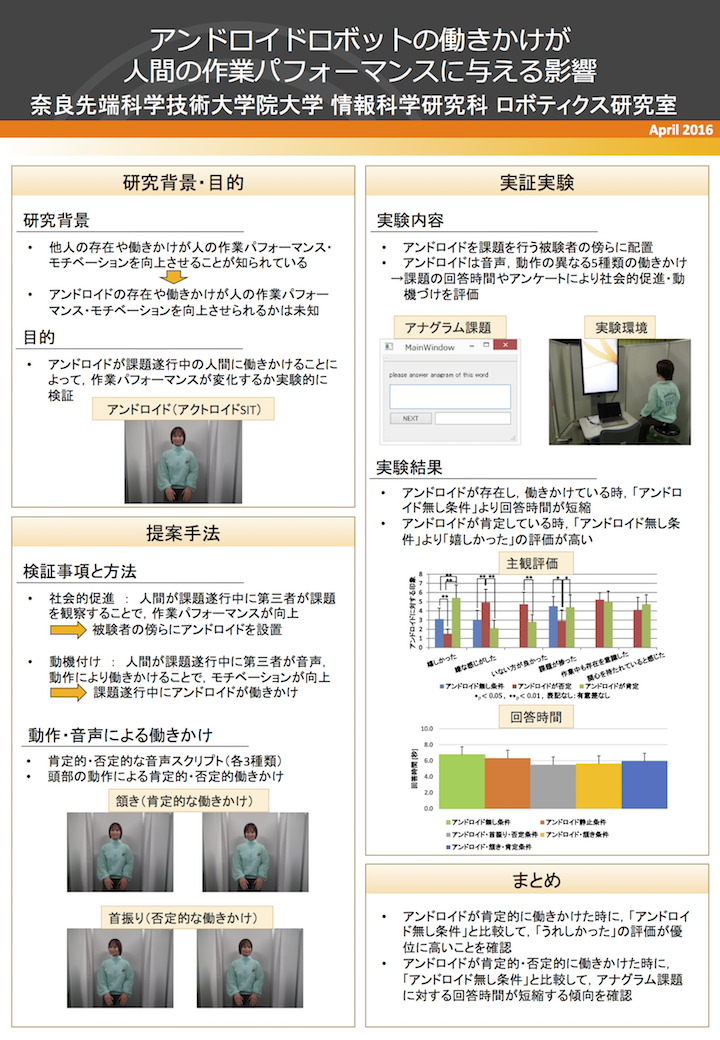 アンドロイドロボットの働きかけが
人間の作業パフォーマンスに与える影響
奈良先端科学技術大学院大学 情報科学研究科 ロボティクス研究室
April 2016
研究背景・目的
研究背景
• 他人の存在や働きかけが人の作業パフォーマンス・
モチベーションを向上させることが知られている
• アンドロイドの存在や働きかけが人の作業パフォー
マンス・モチベーションを向上させられるかは未知
目的
• アンドロイドが課題遂行中の人間に働きかけることに
よって，作業パフォーマンスが変化するか実験的に
検証
アンドロイド（アクトロイドSIT）
提案手法
検証事項と方法
• 社会的促進 ： 人間が課題遂行中に第三者が課題
を観察することで，作業パフォーマンスが向上
被験者の傍らにアンドロイドを設置
• 動機付け ： 人間が課題遂行中に第三者が音声，
動作により働きかけることで，モチベーションが向上
課題遂行中にアンドロイドが働きかけ
動作・音声による働きかけ
• 肯定的・否定的な音声スクリプト（各3種類）
• 頭部の動作による肯定的・否定的働きかけ
頷き（肯定的な働きかけ）
首振り（否定的な働きかけ）
実証実験
実験内容
• アンドロイドを課題を行う被験者の傍らに配置
• アンドロイドは音声，動作の異なる5種類の働きかけ
→課題の回答時間やアンケートにより社会的促進・動
機づけを評価
アナグラム課題
MainWindow
please answer anagram of this word
NEXT
実験環境
実験結果
• アンドロイドが存在し，働きかけている時，「アンドロ
イド無し条件」より回答時間が短縮
• アンドロイドが肯定している時，「アンドロイド無し条
件」より「嬉しかった」の評価が高い
主観評価
アンドロイドに対する印象
8
7
6
5
4
3
2
1
0
** ** ** ** ** ** * *
嬉しかった
嫌な感じがした
いない方が良かった
課題が捗った
作業中も存在を意識した
関心を持たれていると感じた
アンドロイド無し条件 アンドロイドが否定 アンドロイドが肯定
*p＜0.05，**p＜0.01，表記なし：有意差なし
回答時間
回答時間 [秒]
10.0
8.0
6.0
4.0
2.0
0.0
アンドロイド無し条件 アンドロイド静止条件
アンドロイド・首振り・否定条件 アンドロイド・頷き条件
アンドロイド・頷き・肯定条件
まとめ
• アンドロイドが肯定的に働きかけた時に，「アンドロイ
ド無し条件」と比較して，「うれしかった」の評価が優
位に高いことを確認
• アンドロイドが肯定的・否定的に働きかけた時に，
「アンドロイド無し条件」と比較して，アナグラム課題
に対する回答時間が短縮する傾向を確認